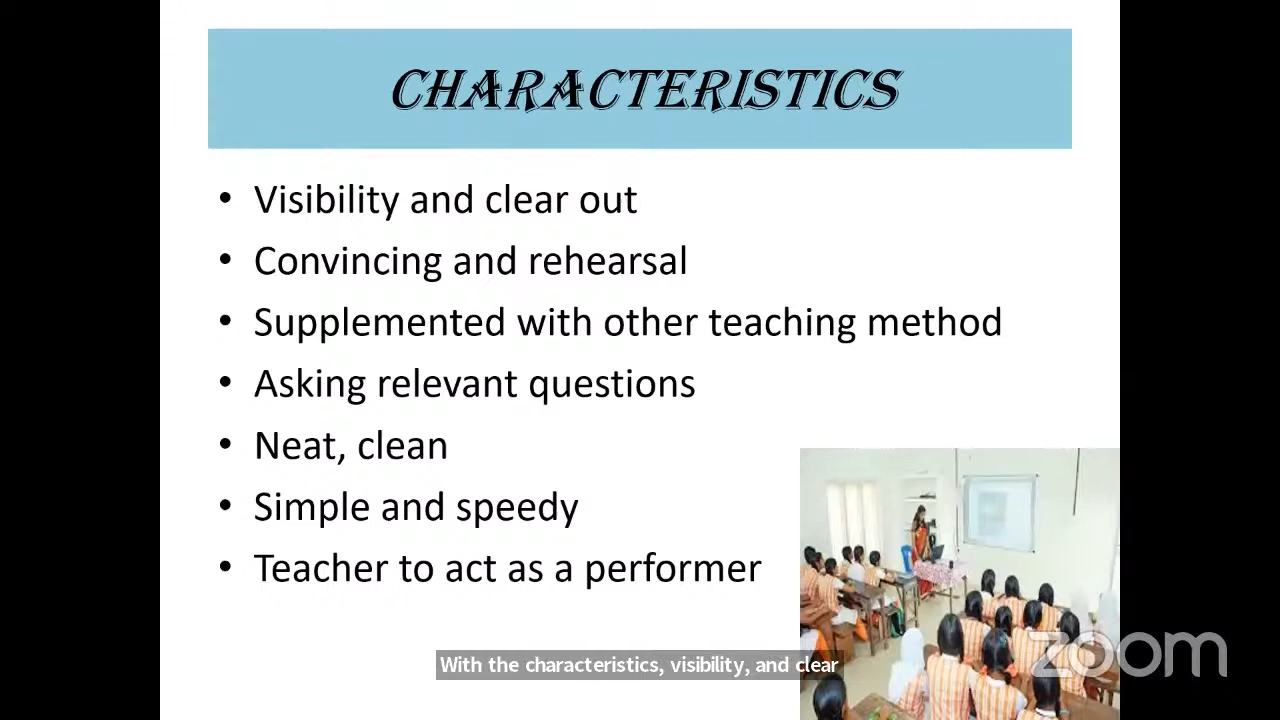 CHARACTERISTICS
• Visibility and clear out
• Convincing and rehearsal
• Supplemented with other teaching method
• Asking relevant questions
• Neat, clean
• Simple and speedy
• Teacher to act as a performer
With the characteristics, visibility, and clear
zoom